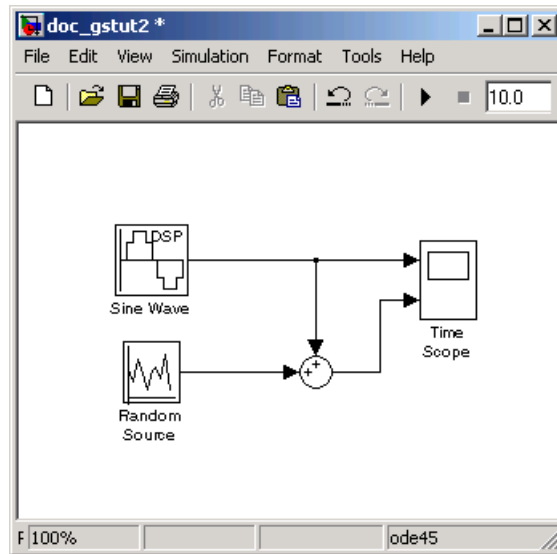 doc_gstut2 *
File Edit View Simulation Format Tools Help
10.0
DSP
Sine Wave
Time
Scope
Random
Source
F 100% ode45